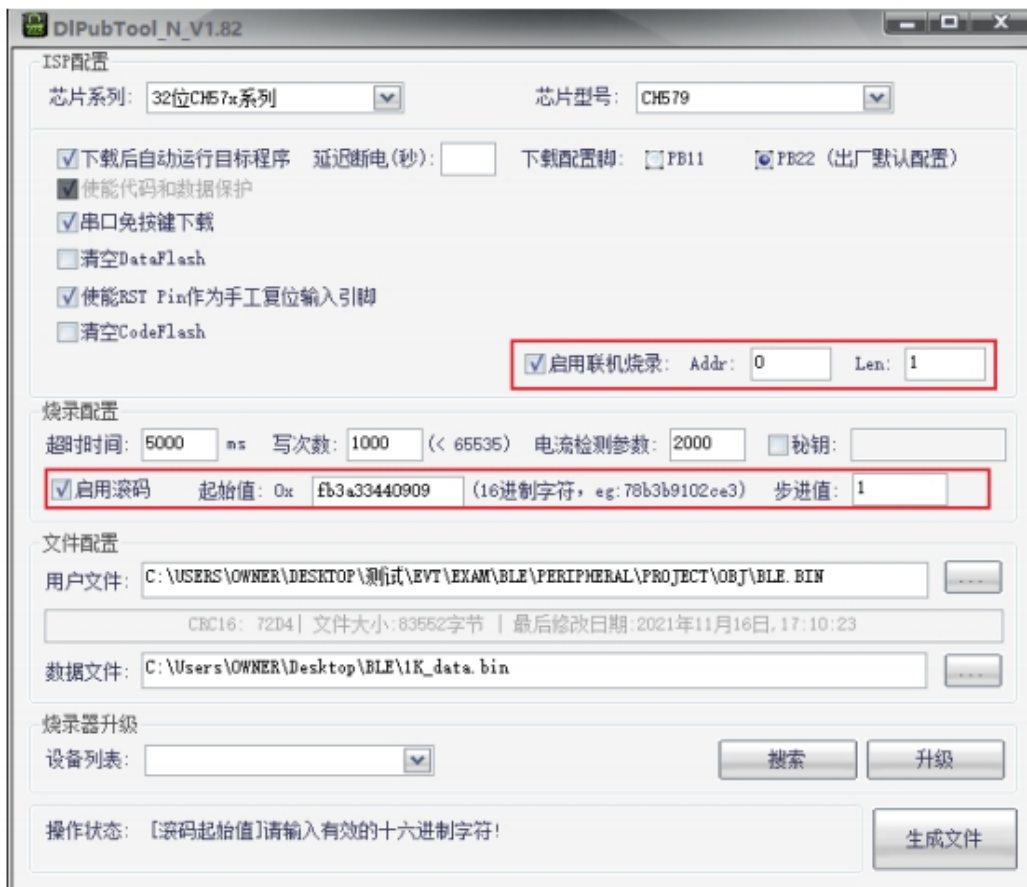 DlPubTool_N_V1.82
ISP配置
芯片系列: 32位CH57x系列 芯片型号: CH579
下载后自动运行目标程序 延迟断电(秒): 下载配置脚: PB11 PB22 (出厂默认配置)
使能代码和数据保护
串口免按键下载
清空DataFlash
使能RST Pin作为手工复位输入引脚
清空CodeFlash
启用联机烧录: Addr: 0 Len: 1
烧录配置
超时时间: 5000 ms 写次数: 1000 (< 65535) 电流检测参数: 2000 秘钥:
启用滚码 起始值: 0x fb3a33440909 (16进制字符, eg:78b3b9102ce3) 步进值: 1
文件配置
用户文件: C:\USERS\OWNER\DESKTOP\测试\EVT\EXAM\BLE\PERIPHERAL\PROJECT\OBJ\BLE.BIN ...
CRC16: 72D4| 文件大小:83552字节 | 最后修改日期:2021年11月16日,17:10:23
数据文件: C:\Users\OWNER\Desktop\BLE\1K_data.bin ...
烧录器升级
设备列表: 搜索 升级
操作状态: [滚码起始值]请输入有效的十六进制字符! 生成文件